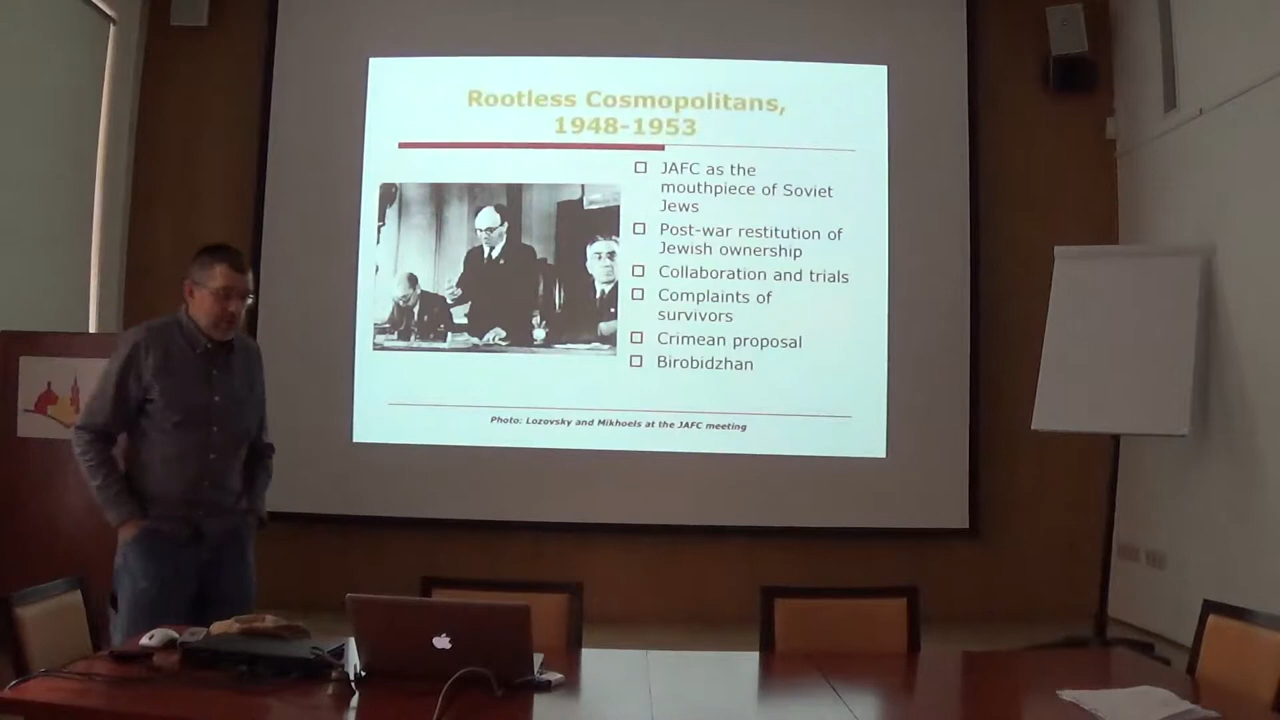 Rootless Cosmopolitans,
1948-1953
JAFC as the
mouthpiece of Soviet
Jews
Post-war restitution of
Jewish ownership
Collaboration and trials
Complaints of
survivors
Crimean proposal
Birobidzhan
Photo: Lozovsky and Mikhoels at the JAFC meeting